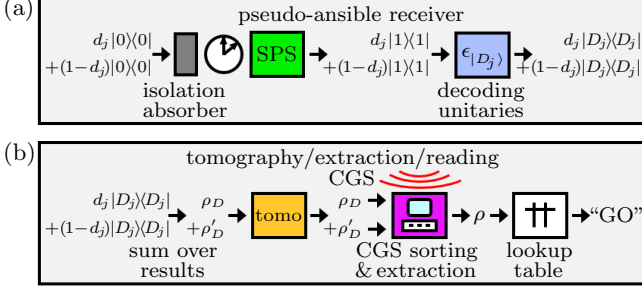 (a)
pseudo-ansible receiver
d_j|0⟩⟨0|
+(1-d_j)|0⟩⟨0|
isolation
absorber
SPS
d_j|1⟩⟨1|
+(1-d_j)|1⟩⟨1|
ϵ_{|D_j⟩}
decoding
unitaries
d_j|D_j⟩⟨D_j|
+(1-d_j)|D_j⟩⟨D_j|
(b)
tomography/extraction/reading
d_j|D_j⟩⟨D_j|
+(1-d_j)|D_j⟩⟨D_j|
sum over
results
ρ_D
+ρ′_D
tomo
CGS
ρ_D
+ρ′_D
CGS sorting
& extraction
ρ
lookup
table
“GO”